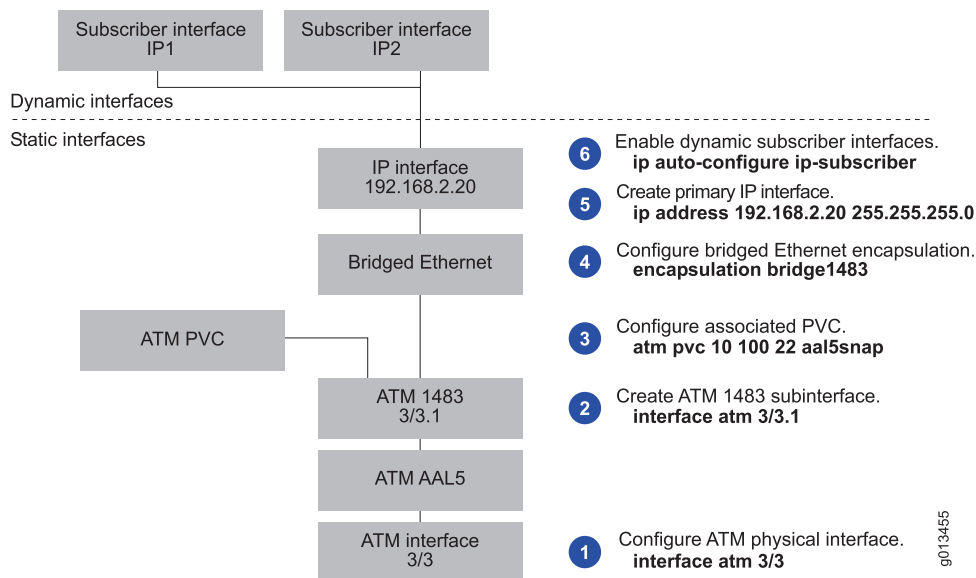 Subscriber interface
IP1
Subscriber interface
IP2
Dynamic interfaces
Static interfaces
IP interface
192.168.2.20
Bridged Ethernet
ATM PVC
ATM 1483
3/3.1
ATM AAL5
ATM interface
3/3
6
Enable dynamic subscriber interfaces.
ip auto-configure ip-subscriber
5
Create primary IP interface.
ip address 192.168.2.20 255.255.255.0
4
Configure bridged Ethernet encapsulation.
encapsulation bridge1483
3
Configure associated PVC.
atm pvc 10 100 22 aal5snap
2
Create ATM 1483 subinterface.
interface atm 3/3.1
1
Configure ATM physical interface.
interface atm 3/3
g013455